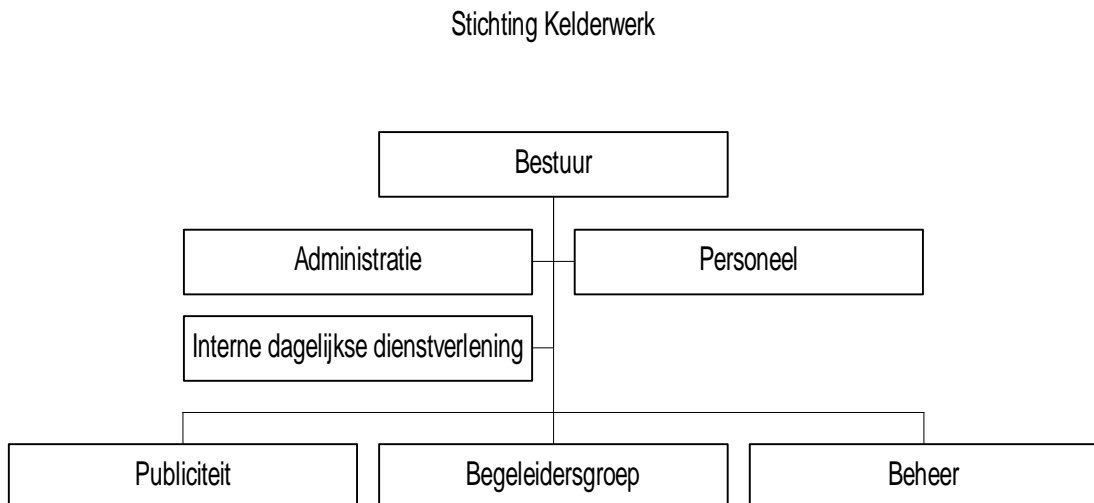 Stichting Kelderwerk
Bestuur
Administratie
Personeel
Interne dagelijkse dienstverlening
Publiciteit
Begeleidersgroep
Beheer